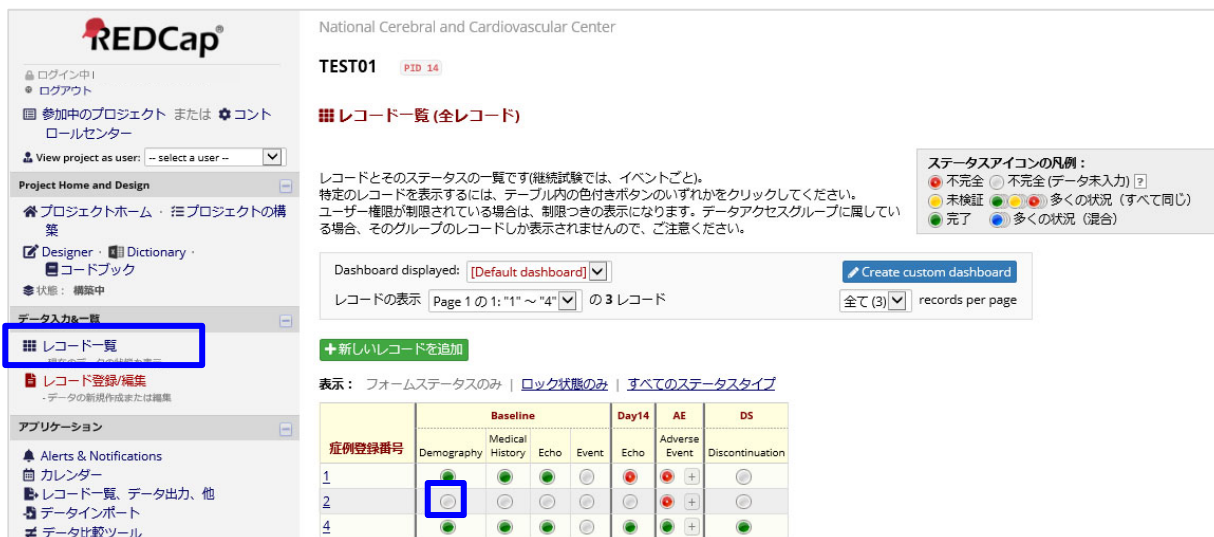 REDCap®
ログイン中|
ログアウト
参加中のプロジェクト または コント
ロールセンター
View project as user: -- select a user --
Project Home and Design
プロジェクトホーム · プロジェクトの構
築
Designer · Dictionary ·
コードブック
状態： 構築中
データ入力&一覧
レコード一覧
レコード登録/編集
- データの新規作成または編集
アプリケーション
Alerts & Notifications
カレンダー
レコード一覧、データ出力、他
データインポート
データ比較ツール
National Cerebral and Cardiovascular Center
TEST01 PID 14
レコード一覧 (全レコード)
レコードとそのステータスの一覧です(継続試験では、イベントごと)。
特定のレコードを表示するには、テーブル内の色付きボタンのいずれかをクリックしてください。
ユーザー権限が制限されている場合は、制限つきの表示になります。データアクセスグループに属してい
る場合、そのグループのレコードしか表示されませんので、ご注意ください。
ステータスアイコンの凡例：
不完全 不完全 (データ未入力) ?
未検証 多くの状況（すべて同じ）
完了 多くの状況（混合）
Dashboard displayed: [Default dashboard] Create custom dashboard
レコードの表示 Page 1 の 1: "1" ～ "4" の 3 レコード 全て (3) records per page
+新しいレコードを追加
表示： フォームステータスのみ | ロック状態のみ | すべてのステータスタイプ
Baseline Day14 AE DS
症例登録番号 Demography Medical History Echo Event Echo Adverse Event Discontinuation
1 +
2 +
4 +